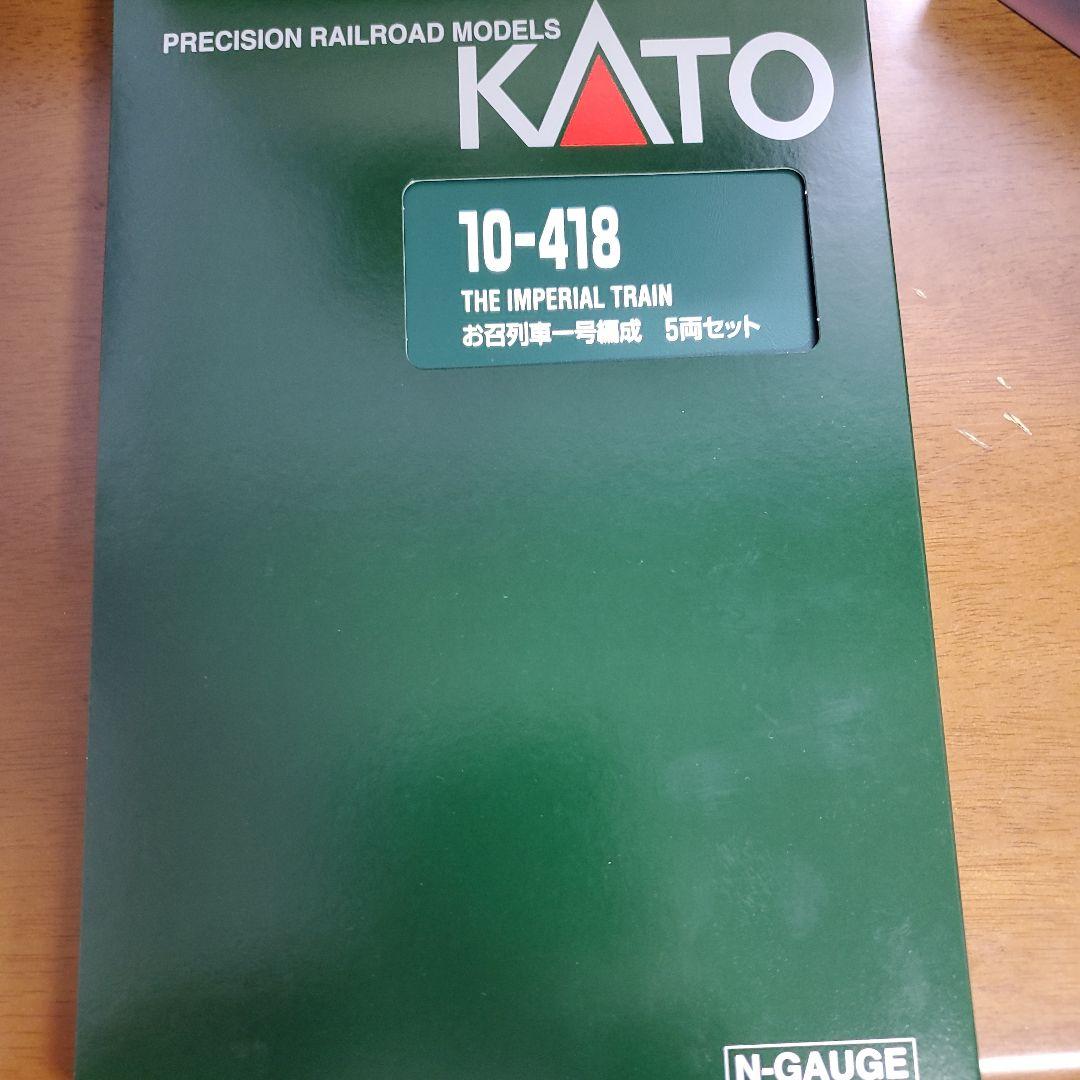 PRECISION RAILROAD MODELS
KATO
10-418
THE IMPERIAL TRAIN
お召列車一号編成 5両セット
N-GAUGE